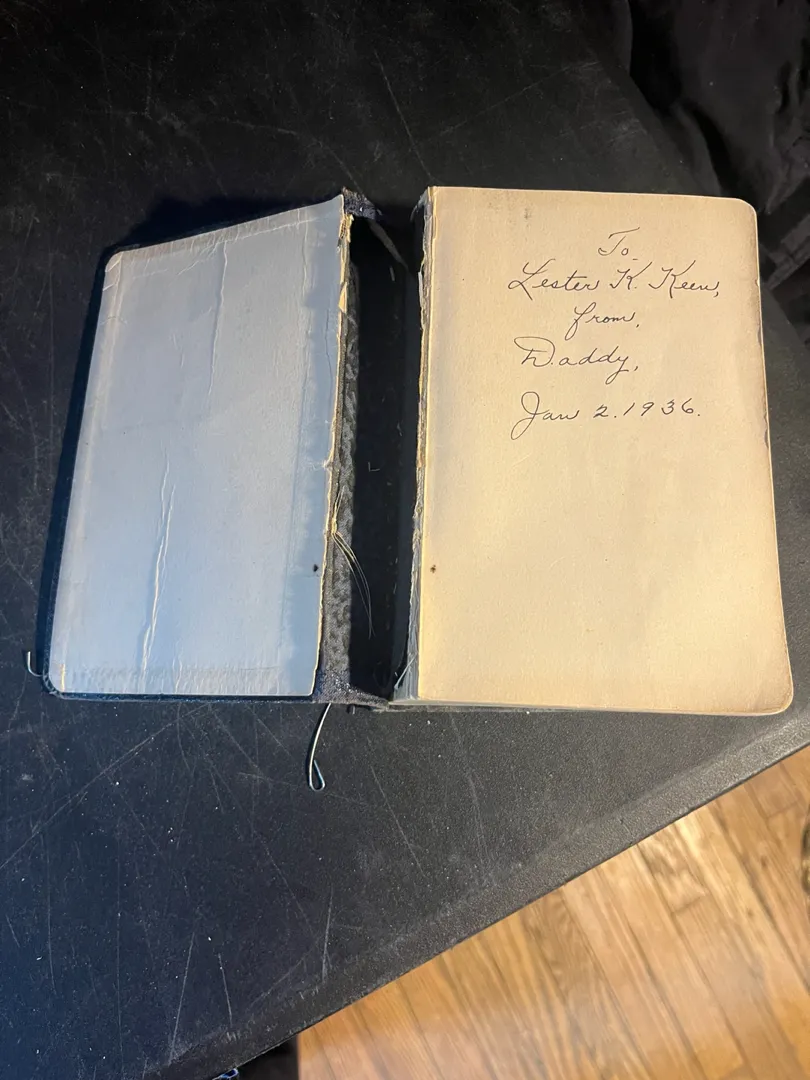 To
Lester K. Keen,
from,
Daddy,
Jan 2. 1936.